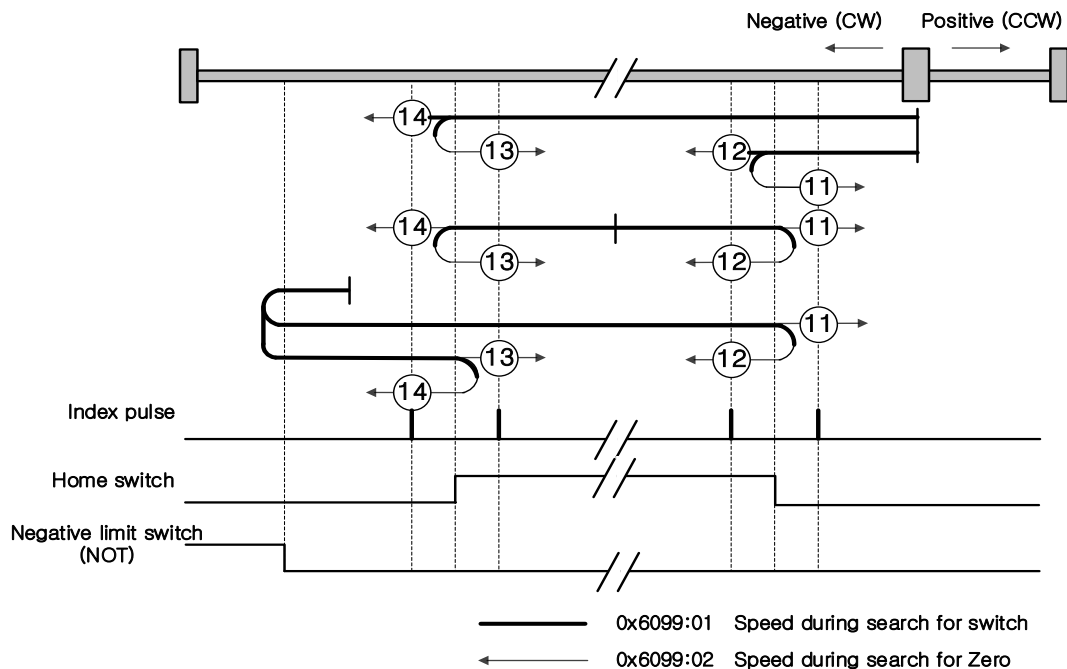 Negative (CW) Positive (CCW)
14
13
12
11
14
13
12
11
11
12
13
14
Index pulse
Home switch
Negative limit switch
(NOT)
0x6099:01 Speed during search for switch
0x6099:02 Speed during search for Zero